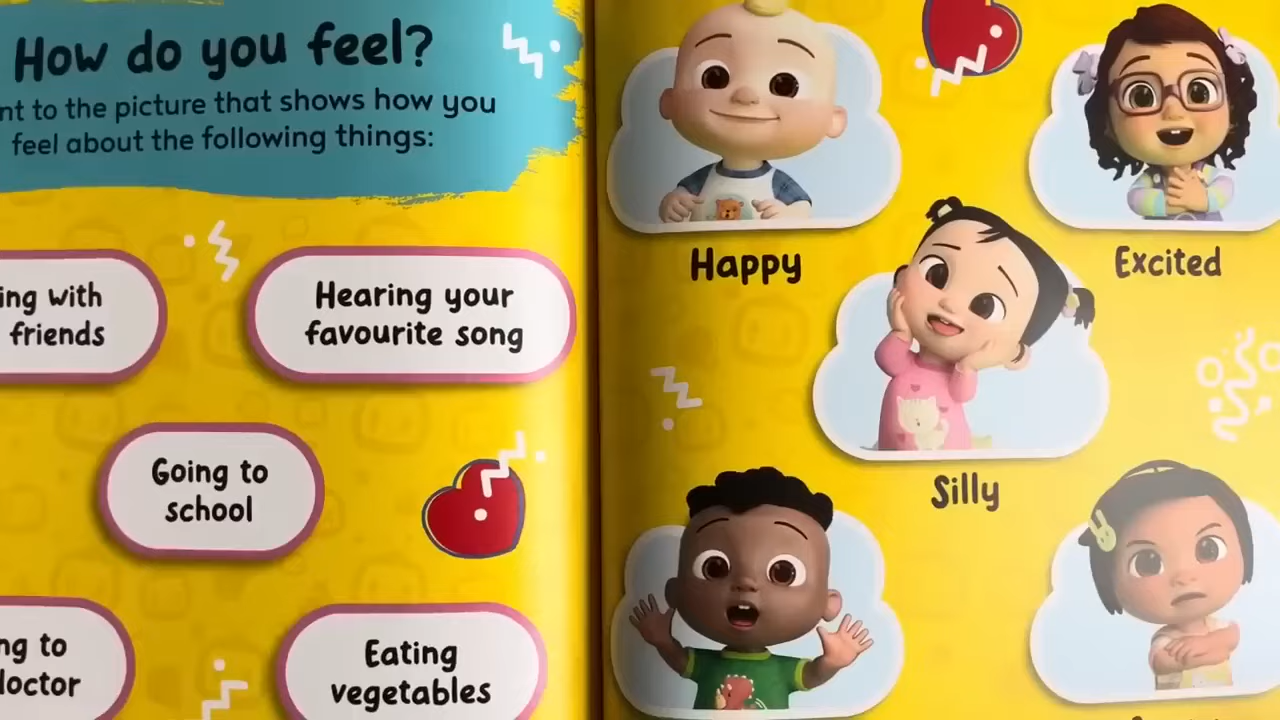 How do you feel?
nt to the picture that shows how you
feel about the following things:
ing with
friends
Hearing your
favourite song
Going to
school
ng to
doctor
Eating
vegetables
Happy
Excited
Silly